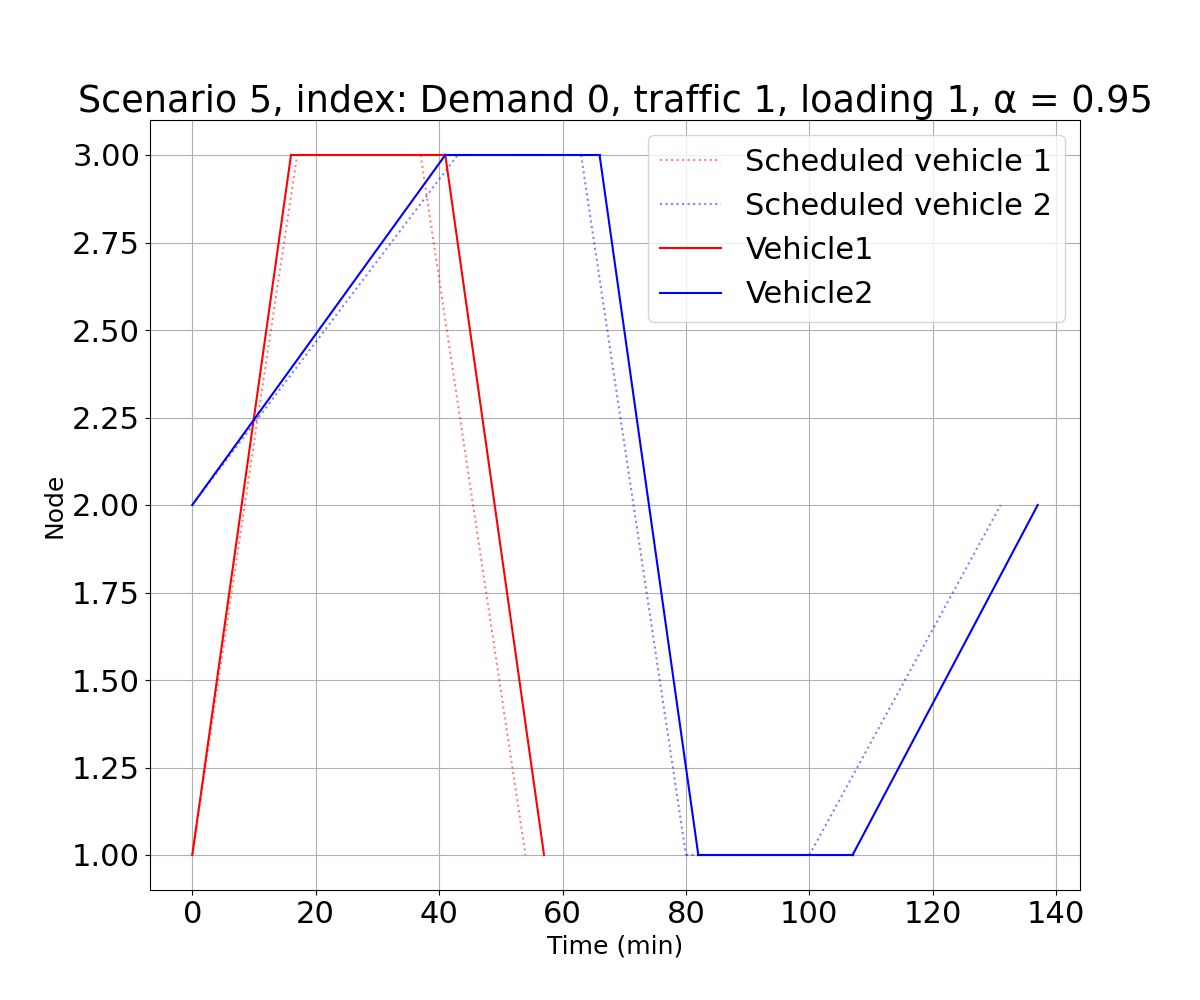 Scenario 5, index: Demand 0, traffic 1, loading 1, α = 0.95
3.00
2.75
2.50
2.25
2.00
1.75
1.50
1.25
1.00
Node
Scheduled vehicle 1
Scheduled vehicle 2
Vehicle1
Vehicle2
0 20 40 60 80 100 120 140
Time (min)